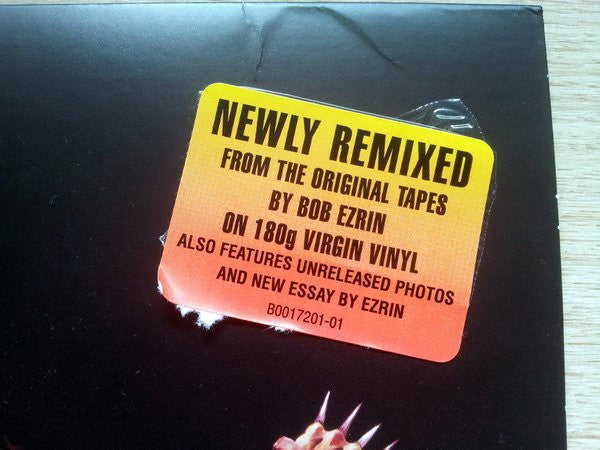 NEWLY REMIXED
FROM THE ORIGINAL TAPES
BY BOB EZRIN
ON 180g VIRGIN VINYL
ALSO FEATURES UNRELEASED PHOTOS
AND NEW ESSAY BY EZRIN
B0017201-01